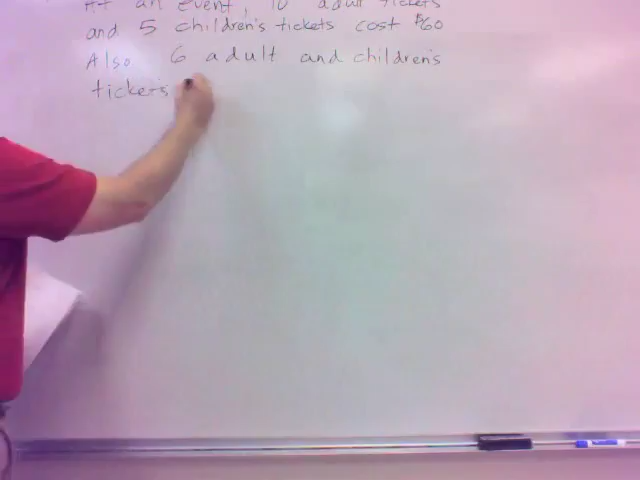 At an event, 10 adult tickets
and 5 children's tickets cost $60
Also 6 adult and children's
tickets